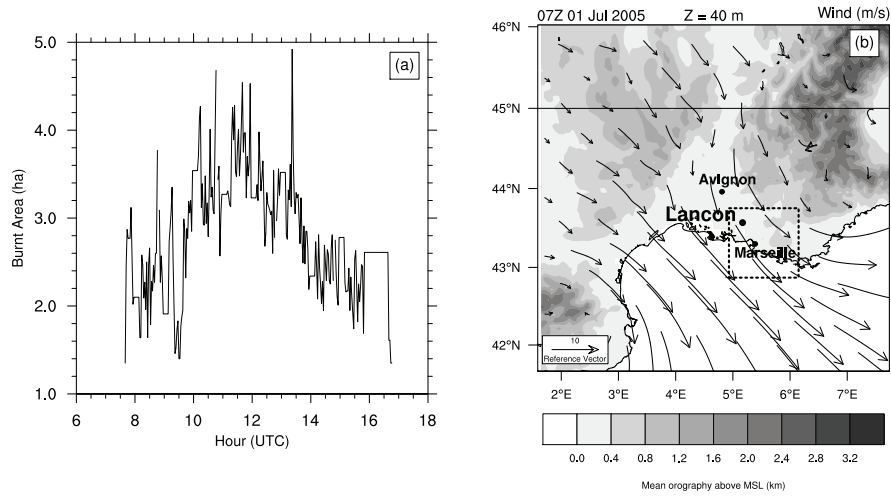 (a)
5.0
4.0
3.0
2.0
1.0
Burnt Area (ha)
6 8 10 12 14 16 18
Hour (UTC)
07Z 01 Jul 2005 Z = 40 m Wind (m/s)
(b)
46°N
45°N
44°N
43°N
42°N
Avignon
Lancon
Marseille
10
Reference Vector
2°E 3°E 4°E 5°E 6°E 7°E
0.0 0.4 0.8 1.2 1.6 2.0 2.4 2.8 3.2
Mean orography above MSL (km)